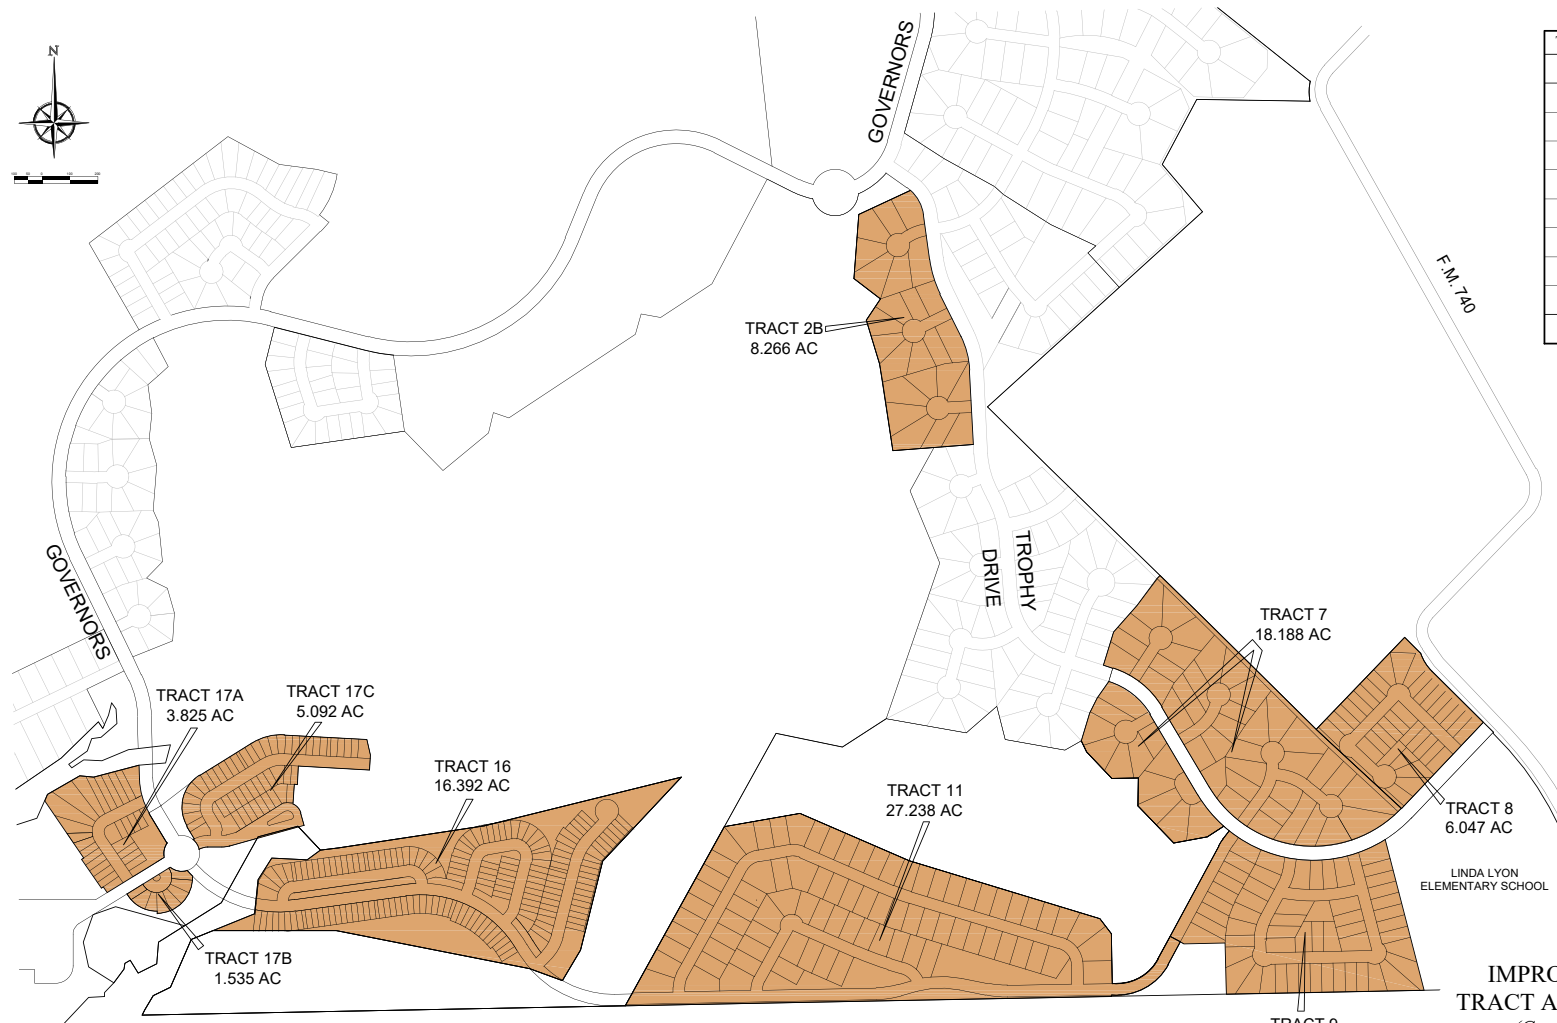 N
GOVERNORS
F.M. 740
TRACT 2B
8.266 AC
TROPHY
DRIVE
GOVERNORS
TRACT 7
18.188 AC
TRACT 17A
3.825 AC
TRACT 17C
5.092 AC
TRACT 16
16.392 AC
TRACT 11
27.238 AC
TRACT 8
6.047 AC
LINDA LYON
ELEMENTARY SCHOOL
TRACT 17B
1.535 AC
IMPRO
TRACT A
TRACT 9